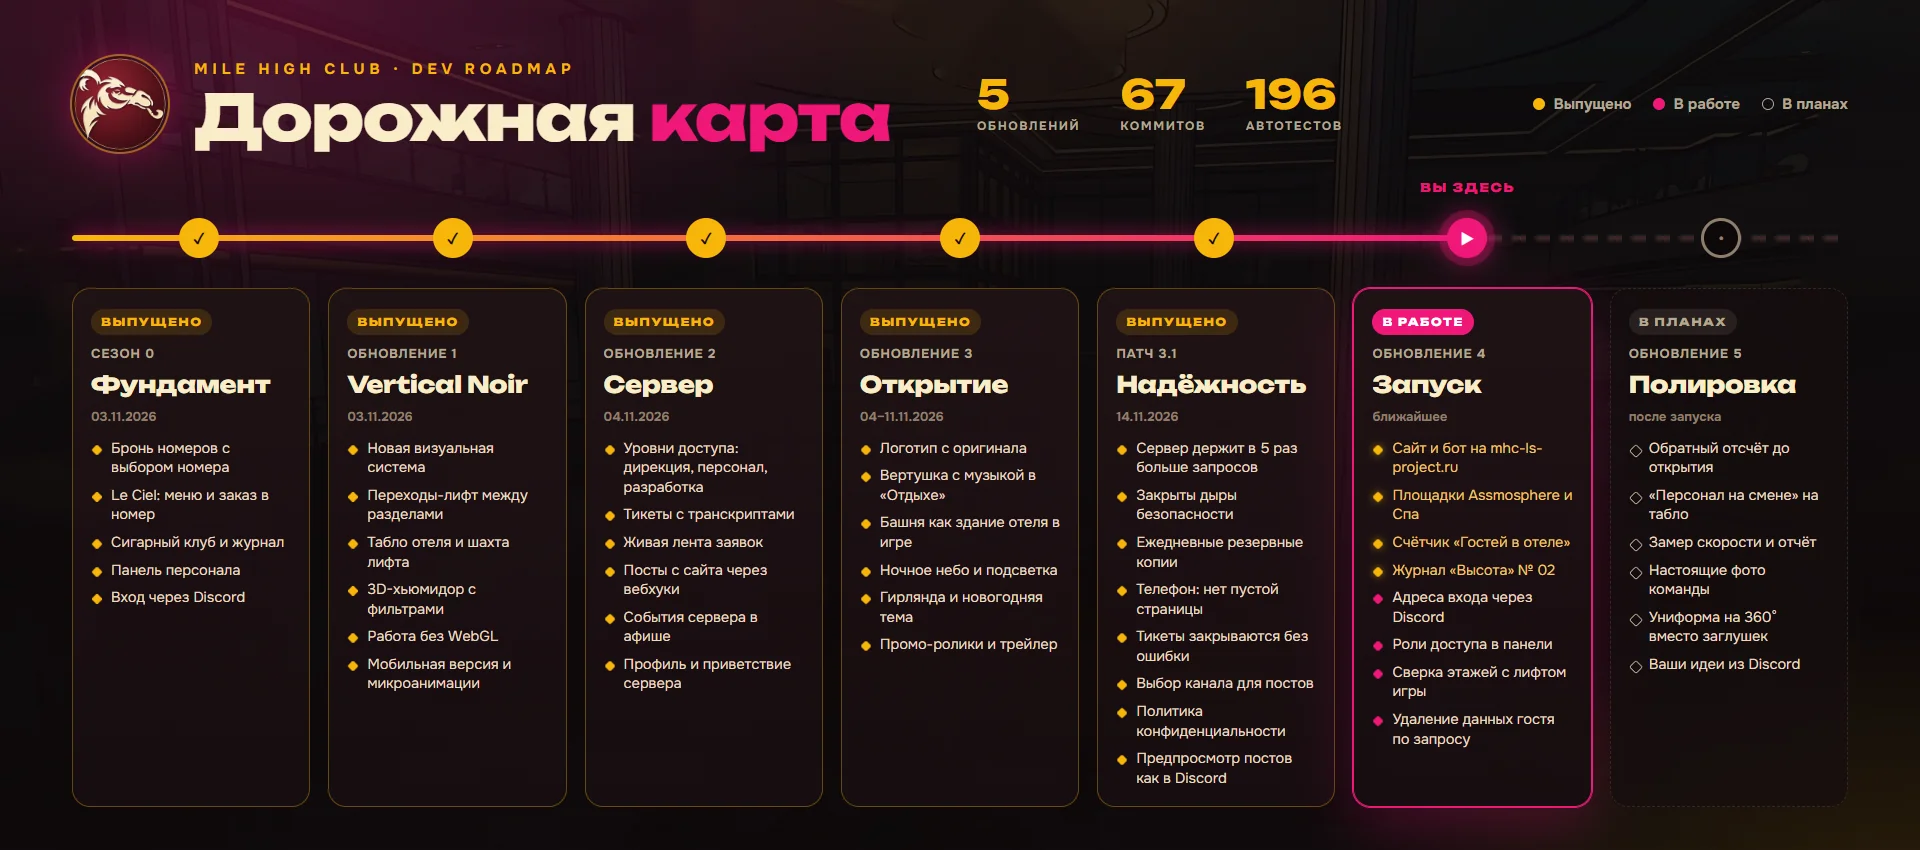 MILE HIGH CLUB · DEV ROADMAP
Дорожная карта
5
ОБНОВЛЕНИЙ
67
КОММИТОВ
196
АВТОТЕСТОВ
Выпущено
В работе
В планах
ВЫ ЗДЕСЬ
ВЫПУЩЕНО
СЕЗОН 0
Фундамент
03.11.2026
Бронь номеров с
выбором номера
Le Ciel: меню и заказ в
номер
Сигарный клуб и журнал
Панель персонала
Вход через Discord
ВЫПУЩЕНО
ОБНОВЛЕНИЕ 1
Vertical Noir
03.11.2026
Новая визуальная
система
Переходы-лифт между
разделами
Табло отеля и шахта
лифта
3D-хьюмидор с
фильтрами
Работа без WebGL
Мобильная версия и
микроанимации
ВЫПУЩЕНО
ОБНОВЛЕНИЕ 2
Сервер
04.11.2026
Уровни доступа:
дирекция, персонал,
разработка
Тикеты с транскриптами
Живая лента заявок
Посты с сайта через
вебхуки
События сервера в
афише
Профиль и приветствие
сервера
ВЫПУЩЕНО
ОБНОВЛЕНИЕ 3
Открытие
04–11.11.2026
Логотип с оригинала
Вертушка с музыкой в
«Отдыхе»
Башня как здание отеля в
игре
Ночное небо и подсветка
Гирлянда и новогодняя
тема
Промо-ролики и трейлер
ВЫПУЩЕНО
ПАТЧ 3.1
Надёжность
14.11.2026
Сервер держит в 5 раз
больше запросов
Закрыты дыры
безопасности
Ежедневные резервные
копии
Телефон: нет пустой
страницы
Тикеты закрываются без
ошибки
Выбор канала для постов
Политика
конфиденциальности
Предпросмотр постов
как в Discord
В РАБОТЕ
ОБНОВЛЕНИЕ 4
Запуск
ближайшее
Сайт и бот на mhc-ls-
project.ru
Площадки Assmosphere и
Спа
Счётчик «Гостей в отеле»
Журнал «Высота» № 02
Адреса входа через
Discord
Роли доступа в панели
Сверка этажей с лифтом
игры
Удаление данных гостя
по запросу
В ПЛАНАХ
ОБНОВЛЕНИЕ 5
Полировка
после запуска
Обратный отсчёт до
открытия
«Персонал на смене» на
табло
Замер скорости и отчёт
Настоящие фото
команды
Униформа на 360°
вместо заглушек
Ваши идеи из Discord